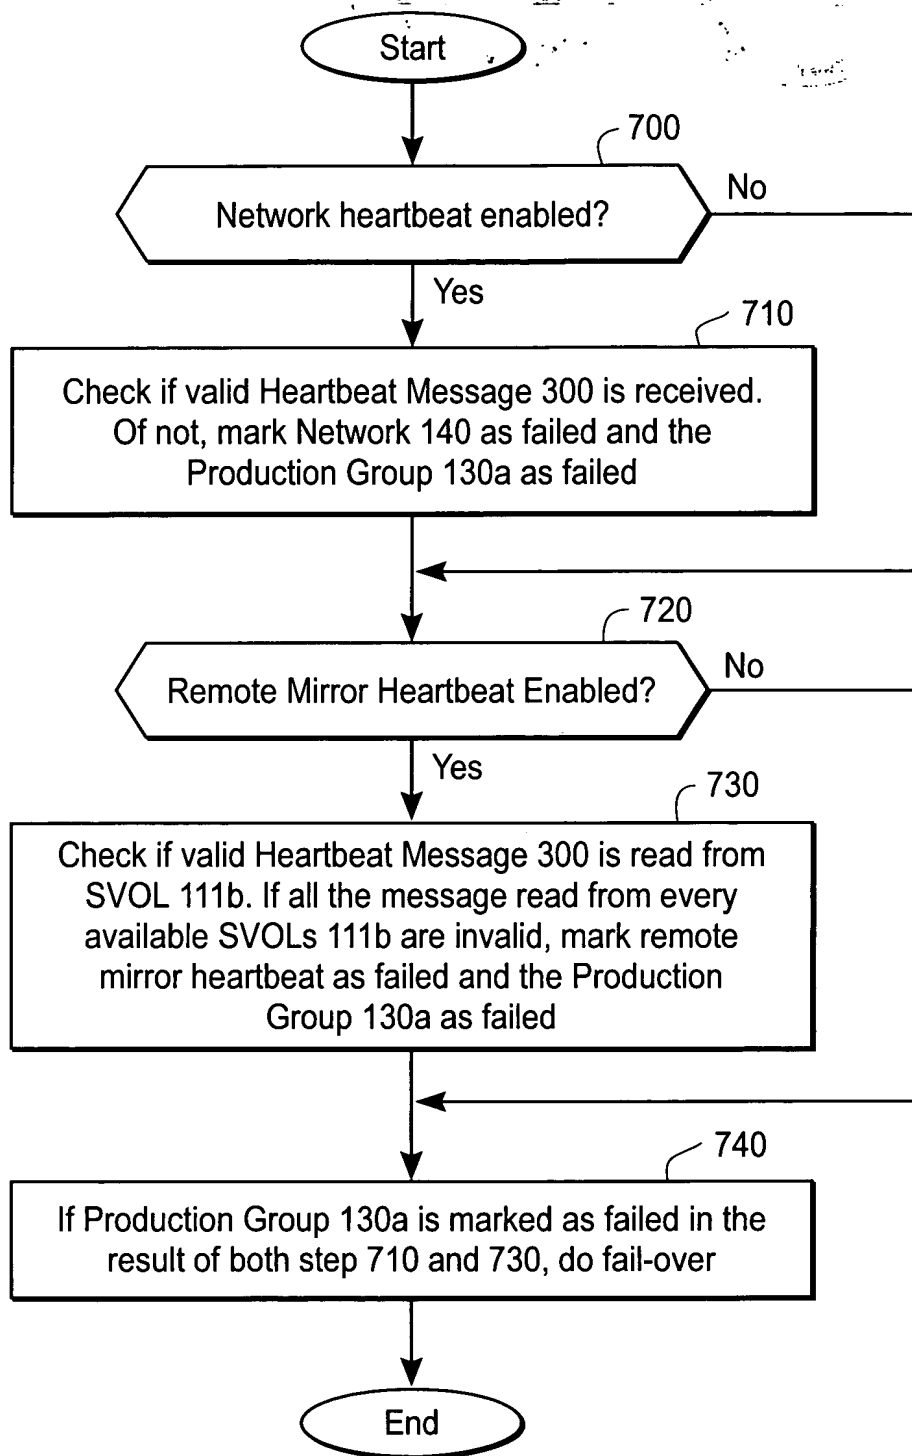 Start
700
Network heartbeat enabled?
No
Yes
710
Check if valid Heartbeat Message 300 is received.
Of not, mark Network 140 as failed and the
Production Group 130a as failed
720
Remote Mirror Heartbeat Enabled?
No
Yes
730
Check if valid Heartbeat Message 300 is read from
SVOL 111b. If all the message read from every
available SVOLs 111b are invalid, mark remote
mirror heartbeat as failed and the Production
Group 130a as failed
740
If Production Group 130a is marked as failed in the
result of both step 710 and 730, do fail-over
End